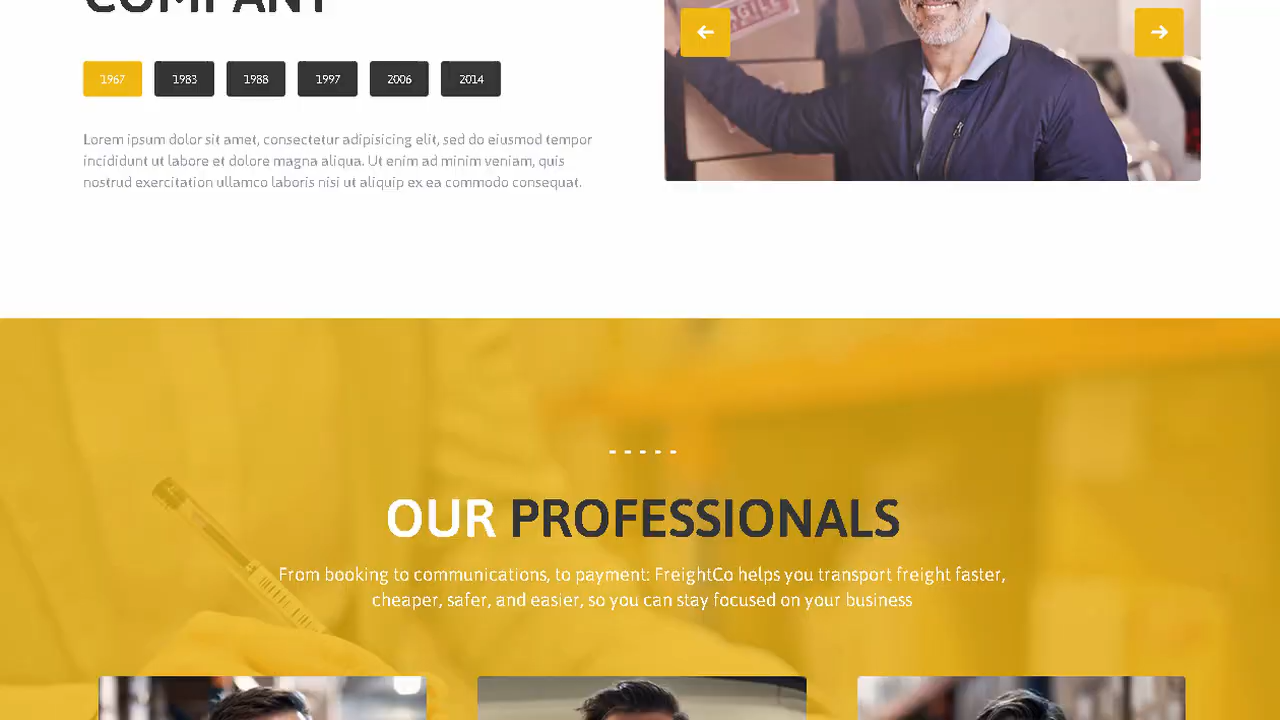 COMPANY
FRAGILE
1967 1983 1988 1997 2006 2014
Lorem ipsum dolor sit amet, consectetur adipisicing elit, sed do eiusmod tempor
incididunt ut labore et dolore magna aliqua. Ut enim ad minim veniam, quis
nostrud exercitation ullamco laboris nisi ut aliquip ex ea commodo consequat.
OUR PROFESSIONALS
From booking to communications, to payment: FreightCo helps you transport freight faster,
cheaper, safer, and easier, so you can stay focused on your business